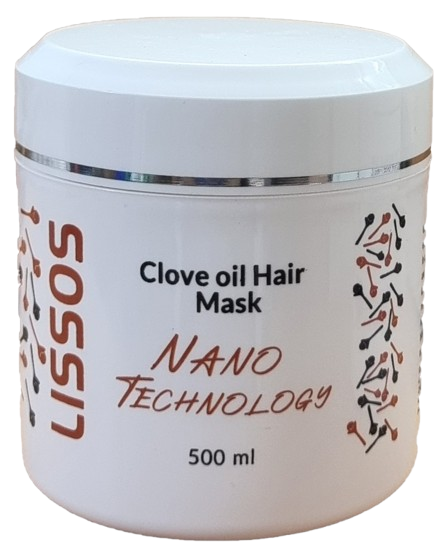 LISSOS
Clove oil Hair
Mask
NANO
TECHNOLOGY
500 ml